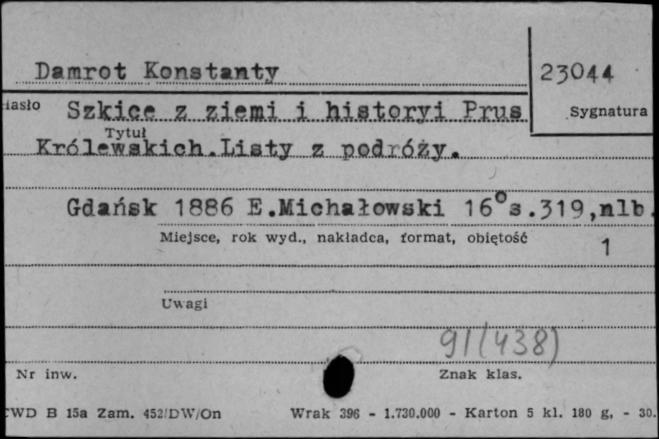 Damrot Konstanty
23044
Hasło
Szkice z ziemi i historyi Prus
Sygnatura
Tytuł
Królewskich.Listy z podróży.
Gdańsk 1886 E.Michałowski 16°s.319,nlb.
Miejsce, rok wyd., nakładca, format, objętość
1
Uwagi
91(438)
Nr inw.
Znak klas.
CWD B 15a Zam. 452/DW/On Wrak 396 - 1.730.000 - Karton 5 kl. 180 g. - 30.